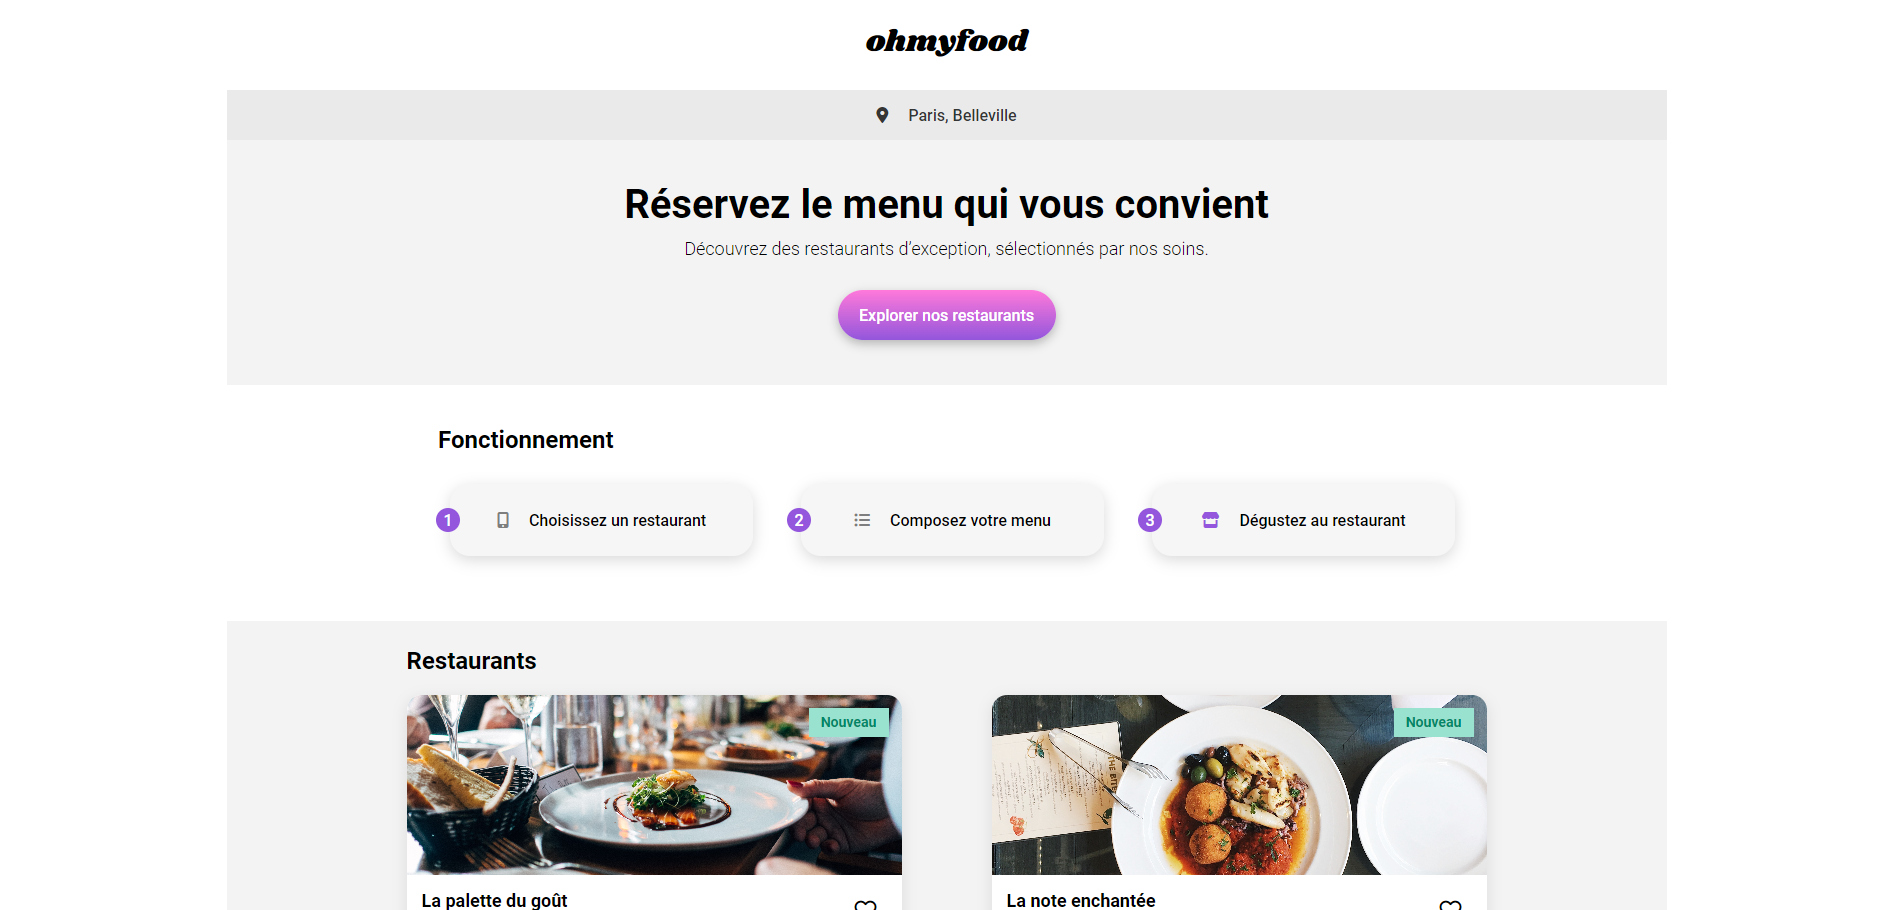 ohmyfood
Paris, Belleville
Réservez le menu qui vous convient
Découvrez des restaurants d'exception, sélectionnés par nos soins.
Explorer nos restaurants
Fonctionnement
1 Choisissez un restaurant
2 Composez votre menu
3 Dégustez au restaurant
Restaurants
Nouveau
Nouveau
La palette du goût
La note enchantée